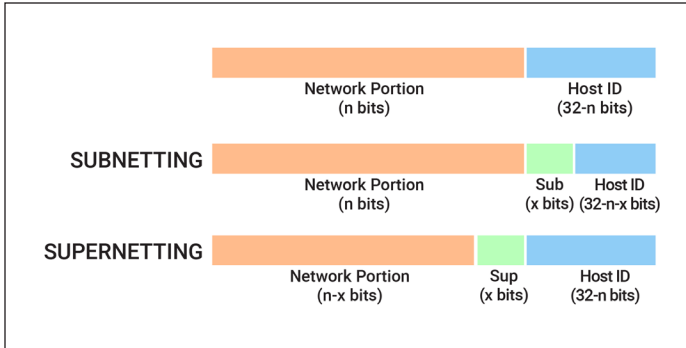 Network Portion
(n bits)
Host ID
(32-n bits)
SUBNETTING
Network Portion
(n bits)
Sub
(x bits)
Host ID
(32-n-x bits)
SUPERNETTING
Network Portion
(n-x bits)
Sup
(x bits)
Host ID
(32-n bits)